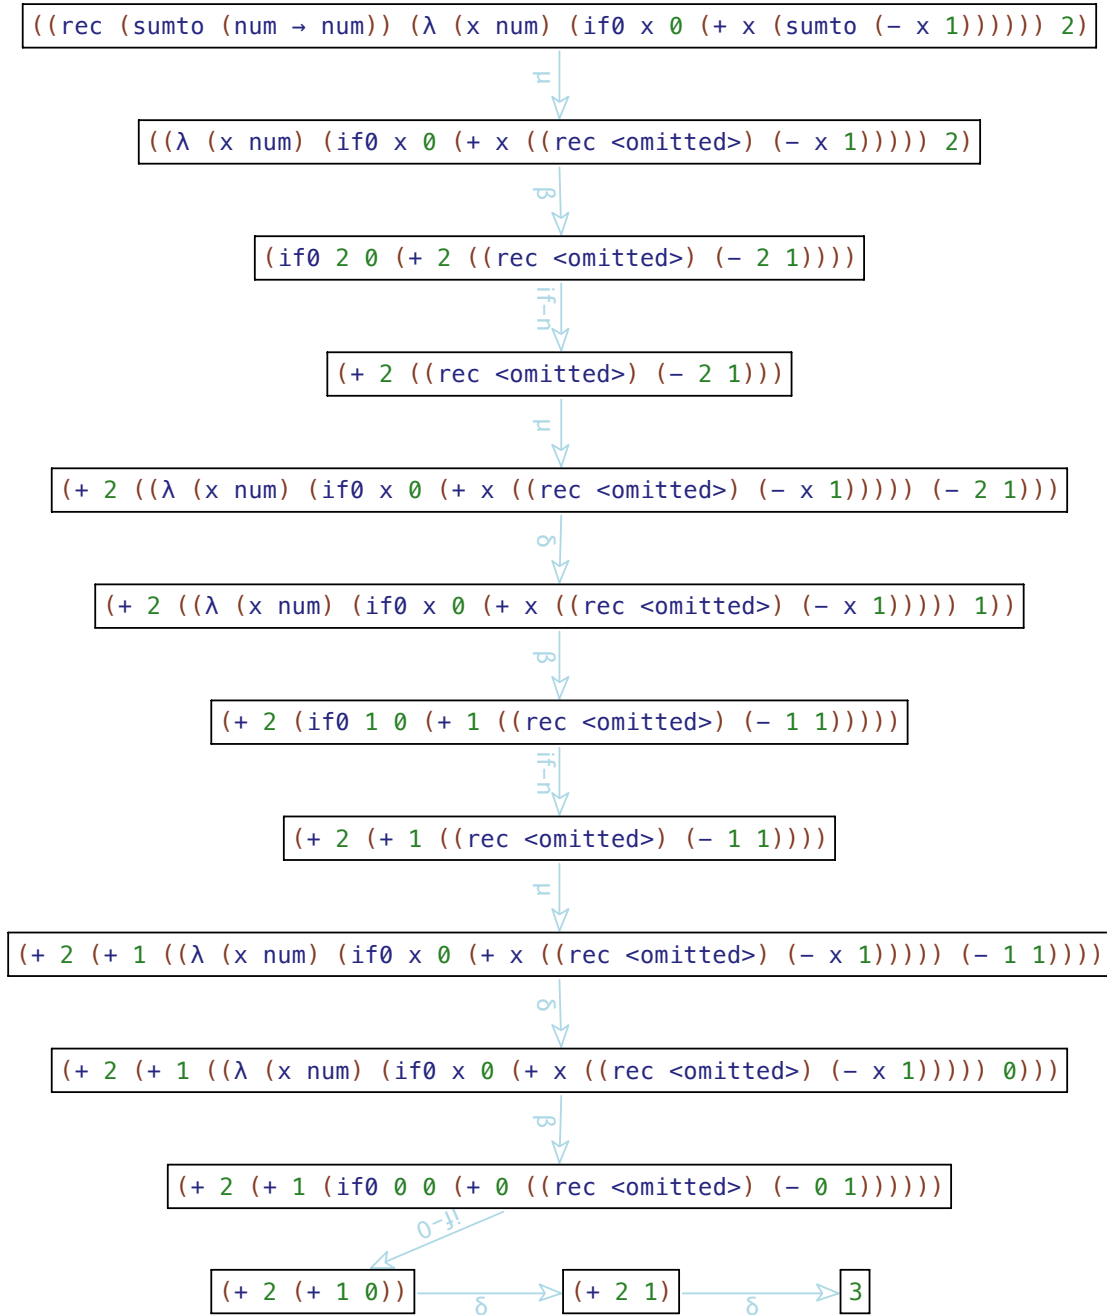 ((rec (sumto (num → num)) (λ (x num) (if0 x 0 (+ x (sumto (− x 1)))))) 2)
μ
((λ (x num) (if0 x 0 (+ x ((rec <omitted>) (− x 1))))) 2)
β
(if0 2 0 (+ 2 ((rec <omitted>) (− 2 1))))
if−n
(+ 2 ((rec <omitted>) (− 2 1)))
μ
(+ 2 ((λ (x num) (if0 x 0 (+ x ((rec <omitted>) (− x 1))))) (− 2 1)))
δ
(+ 2 ((λ (x num) (if0 x 0 (+ x ((rec <omitted>) (− x 1))))) 1))
β
(+ 2 (if0 1 0 (+ 1 ((rec <omitted>) (− 1 1)))))
if−n
(+ 2 (+ 1 ((rec <omitted>) (− 1 1))))
μ
(+ 2 (+ 1 ((λ (x num) (if0 x 0 (+ x ((rec <omitted>) (− x 1))))) (− 1 1))))
δ
(+ 2 (+ 1 ((λ (x num) (if0 x 0 (+ x ((rec <omitted>) (− x 1))))) 0)))
β
(+ 2 (+ 1 (if0 0 0 (+ 0 ((rec <omitted>) (− 0 1))))))
if−0
(+ 2 (+ 1 0)) δ (+ 2 1) δ 3